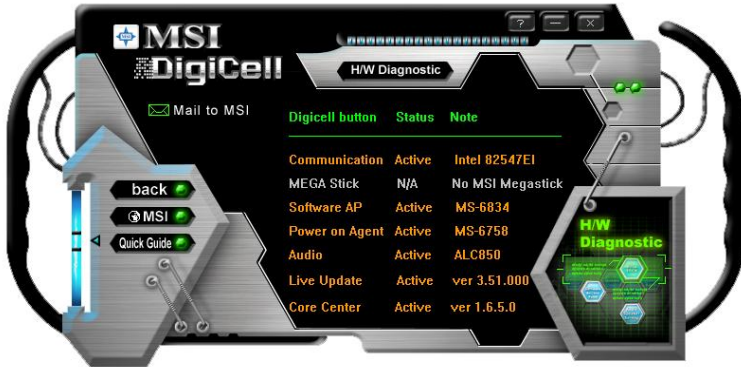 msi
MSI
DigiCell
? — X
H/W Diagnostic
Mail to MSI
Digicell button Status Note
Communication Active Intel 82547EI
MEGA Stick N/A No MSI Megastick
Software AP Active MS-6834
Power on Agent Active MS-6758
Audio Active ALC850
Live Update Active ver 3.51.000
Core Center Active ver 1.6.5.0
back
MSI
Quick Guide
H/W
Diagnostic